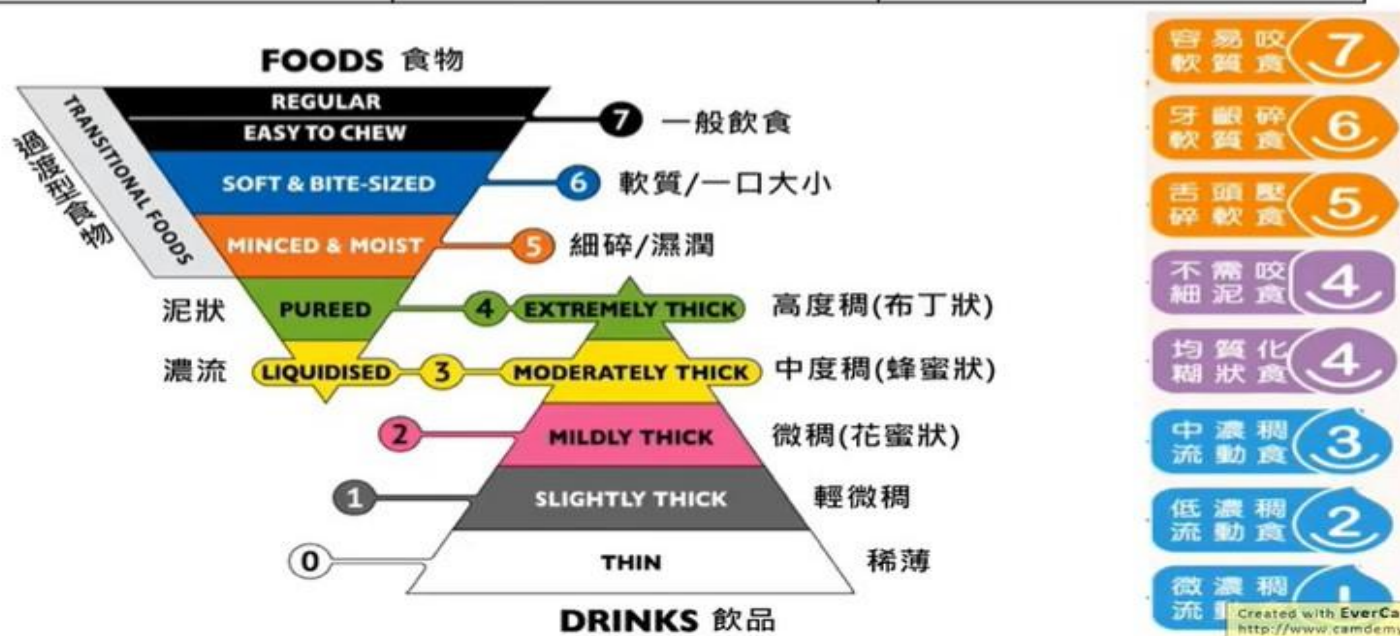 FOODS 食物
TRANSITIONAL FOODS
過渡型食物
REGULAR
EASY TO CHEW
7 一般飲食
SOFT & BITE-SIZED
6 軟質/一口大小
MINCED & MOIST
5 細碎/濕潤
泥狀 PUREED 4 EXTREMELY THICK 高度稠(布丁狀)
濃流 LIQUIDISED 3 MODERATELY THICK 中度稠(蜂蜜狀)
2 MILDLY THICK 微稠(花蜜狀)
1 SLIGHTLY THICK 輕微稠
0 THIN 稀薄
DRINKS 飲品
容易咬
軟質食 7
牙齦碎
軟質食 6
舌頭壓
碎軟食 5
不需咬
細泥食 4
均質化
糊狀食 4
中濃稠
流動食 3
低濃稠
流動食 2
微濃稠
流
Created with EverCa
http://www.camdem